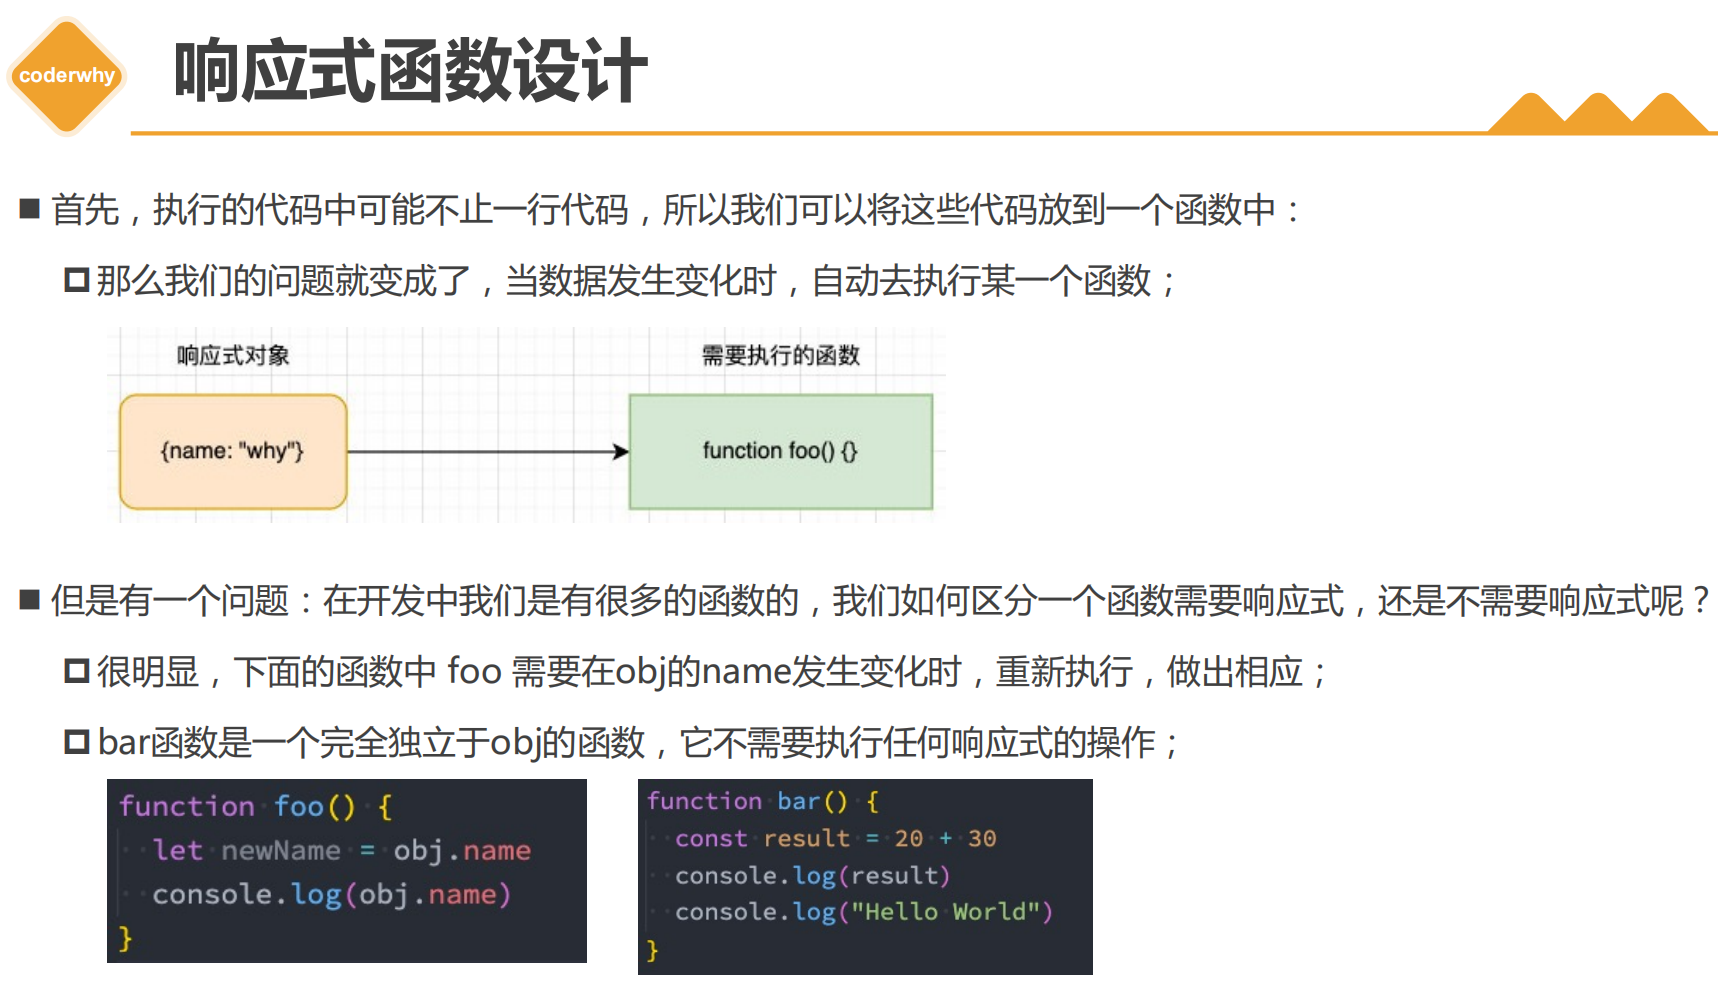 coderwhy
响应式函数设计
首先，执行的代码中可能不止一行代码，所以我们可以将这些代码放到一个函数中：
那么我们的问题就变成了，当数据发生变化时，自动去执行某一个函数；
响应式对象
需要执行的函数
{name: "why"}
function foo() {}
但是有一个问题：在开发中我们是有很多的函数的，我们如何区分一个函数需要响应式，还是不需要响应式呢？
很明显，下面的函数中 foo 需要在obj的name发生变化时，重新执行，做出相应；
bar函数是一个完全独立于obj的函数，它不需要执行任何响应式的操作；
function foo() {
  let newName = obj.name
  console.log(obj.name)
}
function bar() {
  const result = 20 + 30
  console.log(result)
  console.log("Hello World")
}